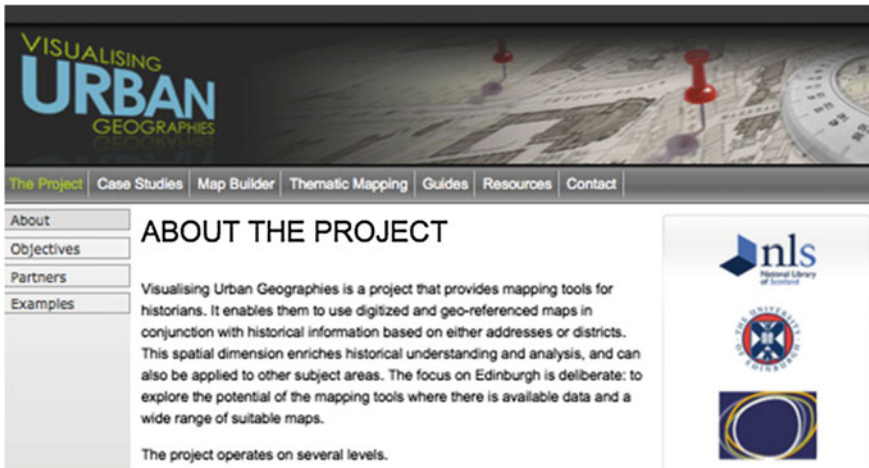 VISUALISING
URBAN
GEOGRAPHIES
The Project Case Studies Map Builder Thematic Mapping Guides Resources Contact
About
Objectives
Partners
Examples
ABOUT THE PROJECT
Visualising Urban Geographies is a project that provides mapping tools for
historians. It enables them to use digitized and geo-referenced maps in
conjunction with historical information based on either addresses or districts.
This spatial dimension enriches historical understanding and analysis, and can
also be applied to other subject areas. The focus on Edinburgh is deliberate: to
explore the potential of the mapping tools where there is available data and a
wide range of suitable maps.
The project operates on several levels.
nls
National Library
of Scotland
THE UNIVERSITY
TO EDINBURGH